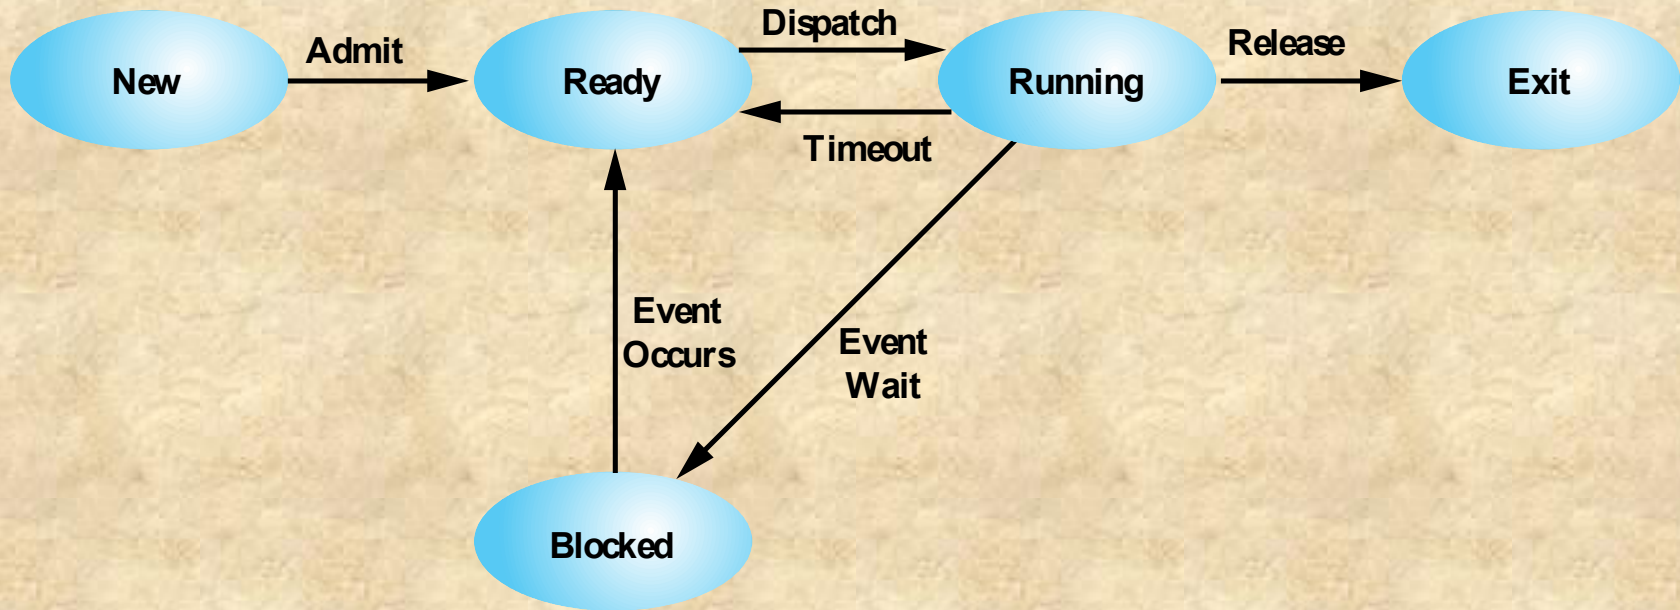 New
Admit
Ready
Dispatch
Timeout
Running
Release
Exit
Event
Occurs
Event
Wait
Blocked